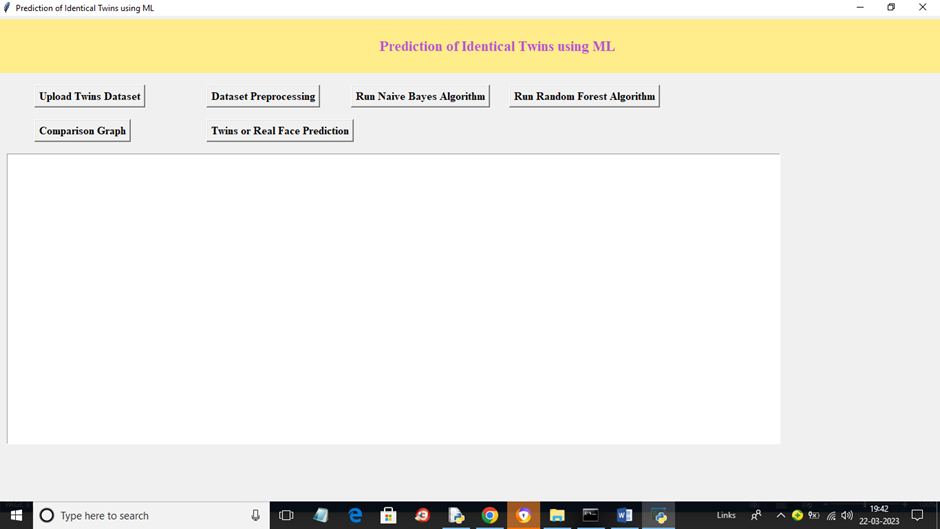 Prediction of Identical Twins using ML
Prediction of Identical Twins using ML
Upload Twins Dataset Dataset Preprocessing Run Naive Bayes Algorithm Run Random Forest Algorithm
Comparison Graph Twins or Real Face Prediction
Type here to search Links 19:42
22-03-2023